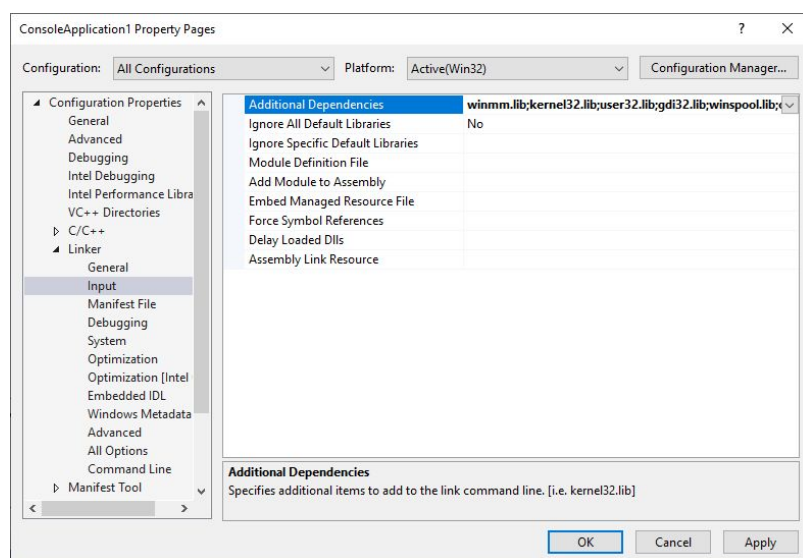 ConsoleApplication1 Property Pages
? ×
Configuration: All Configurations Platform: Active(Win32) Configuration Manager...
Configuration Properties
General
Advanced
Debugging
Intel Debugging
Intel Performance Libra
VC++ Directories
C/C++
Linker
General
Input
Manifest File
Debugging
System
Optimization
Optimization [Intel
Embedded IDL
Windows Metadata
Advanced
All Options
Command Line
Manifest Tool
Additional Dependencies winmm.lib;kernel32.lib;user32.lib;gdi32.lib;winspool.lib;
Ignore All Default Libraries No
Ignore Specific Default Libraries
Module Definition File
Add Module to Assembly
Embed Managed Resource File
Force Symbol References
Delay Loaded Dlls
Assembly Link Resource
Additional Dependencies
Specifies additional items to add to the link command line. [i.e. kernel32.lib]
OK Cancel Apply